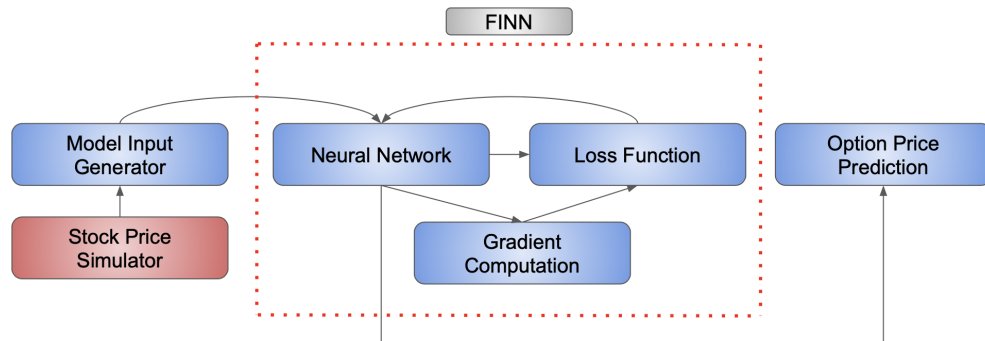 FINN
Model Input
Generator
Neural Network
Loss Function
Option Price
Prediction
Stock Price
Simulator
Gradient
Computation